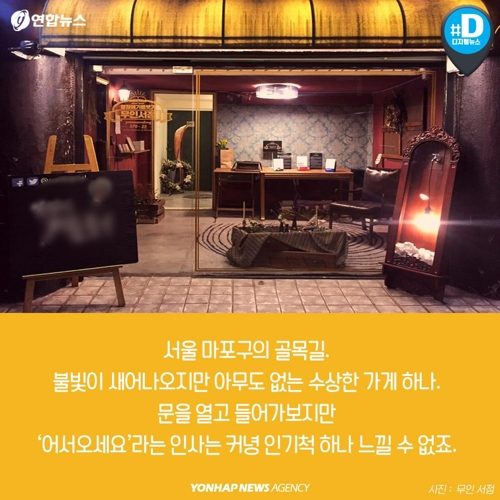 연합뉴스
#D
디지털뉴스
무인서점
서울 마포구의 골목길.
불빛이 새어나오지만 아무도 없는 수상한 가게 하나.
문을 열고 들어가보지만
‘어서오세요’라는 인사는 커녕 인기척 하나 느낄 수 없죠.
YONHAP NEWS AGENCY
사진 : 무인 서점